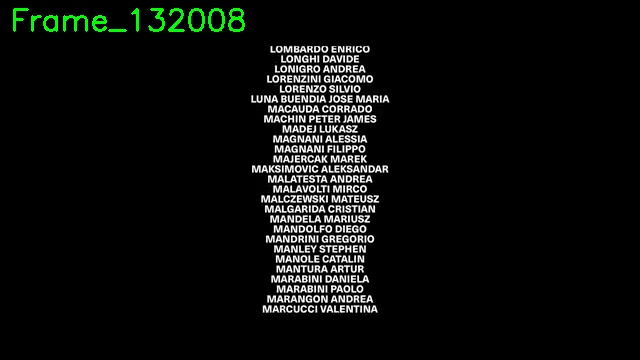 Frame_132008
LOMBARDO ENRICO
LONGHI DAVIDE
LONIGRO ANDREA
LORENZINI GIACOMO
LORENZO SILVIO
LUNA BUENDIA JOSE MARIA
MACAUDA CORRADO
MACHIN PETER JAMES
MADEJ LUKASZ
MAGNANI ALESSIA
MAGNANI FILIPPO
MAJERCAK MAREK
MAKSIMOVIC ALEKSANDAR
MALATESTA ANDREA
MALAVOLTI MIRCO
MALCZEWSKI MATEUSZ
MALGARIDA CRISTIAN
MANDELA MARIUSZ
MANDOLFO DIEGO
MANDRINI GREGORIO
MANLEY STEPHEN
MANOLE CATALIN
MANTURA ARTUR
MARABINI DANIELA
MARABINI PAOLO
MARANGON ANDREA
MARCUCCI VALENTINA